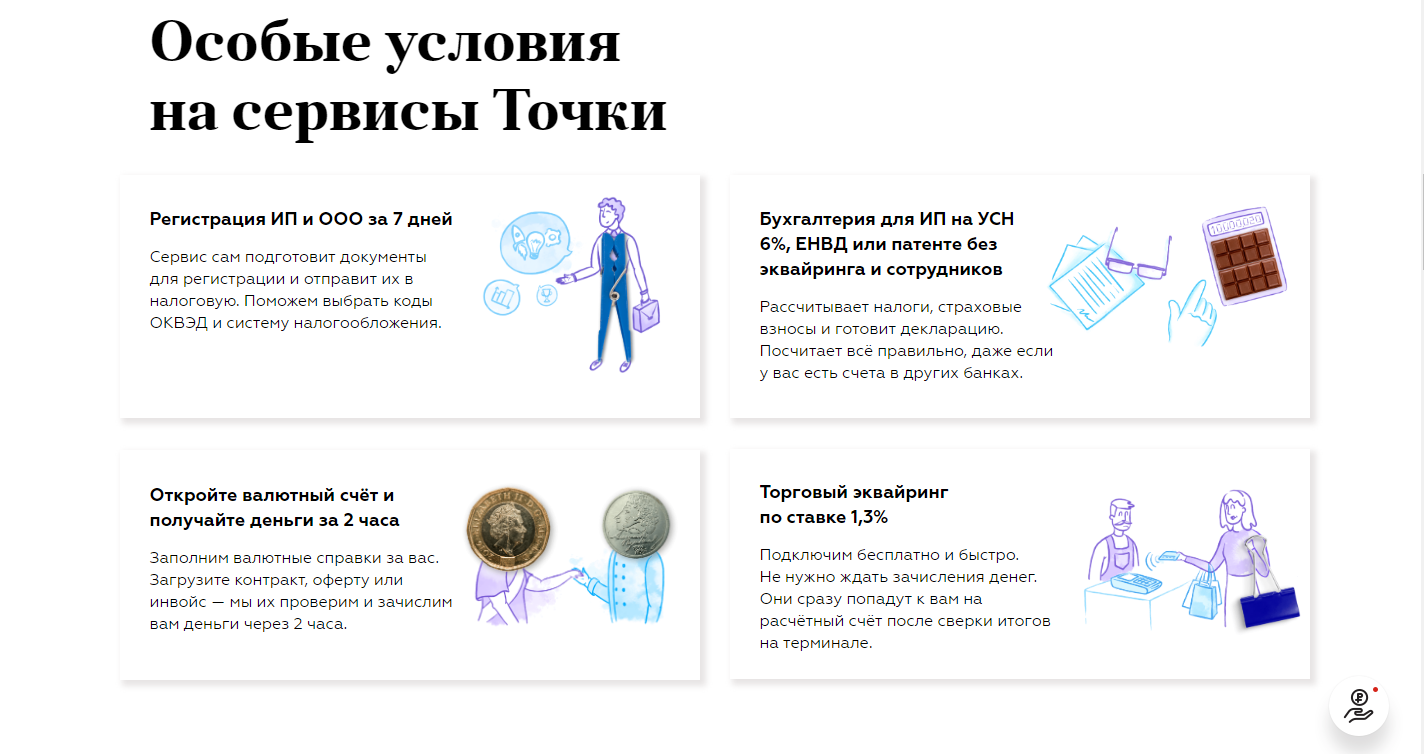 Особые условия
на сервисы Точки
Регистрация ИП и ООО за 7 дней
Сервис сам подготовит документы
для регистрации и отправит их в
налоговую. Поможем выбрать коды
ОКВЭД и систему налогообложения.
Бухгалтерия для ИП на УСН
6%, ЕНВД или патенте без
эквайринга и сотрудников
Рассчитывает налоги, страховые
взносы и готовит декларацию.
Посчитает всё правильно, даже если
у вас есть счета в других банках.
Откройте валютный счёт и
получайте деньги за 2 часа
Заполним валютные справки за вас.
Загрузите контракт, оферту или
инвойс — мы их проверим и зачислим
вам деньги через 2 часа.
Торговый эквайринг
по ставке 1,3%
Подключим бесплатно и быстро.
Не нужно ждать зачисления денег.
Они сразу попадут к вам на
расчётный счёт после сверки итогов
на терминале.